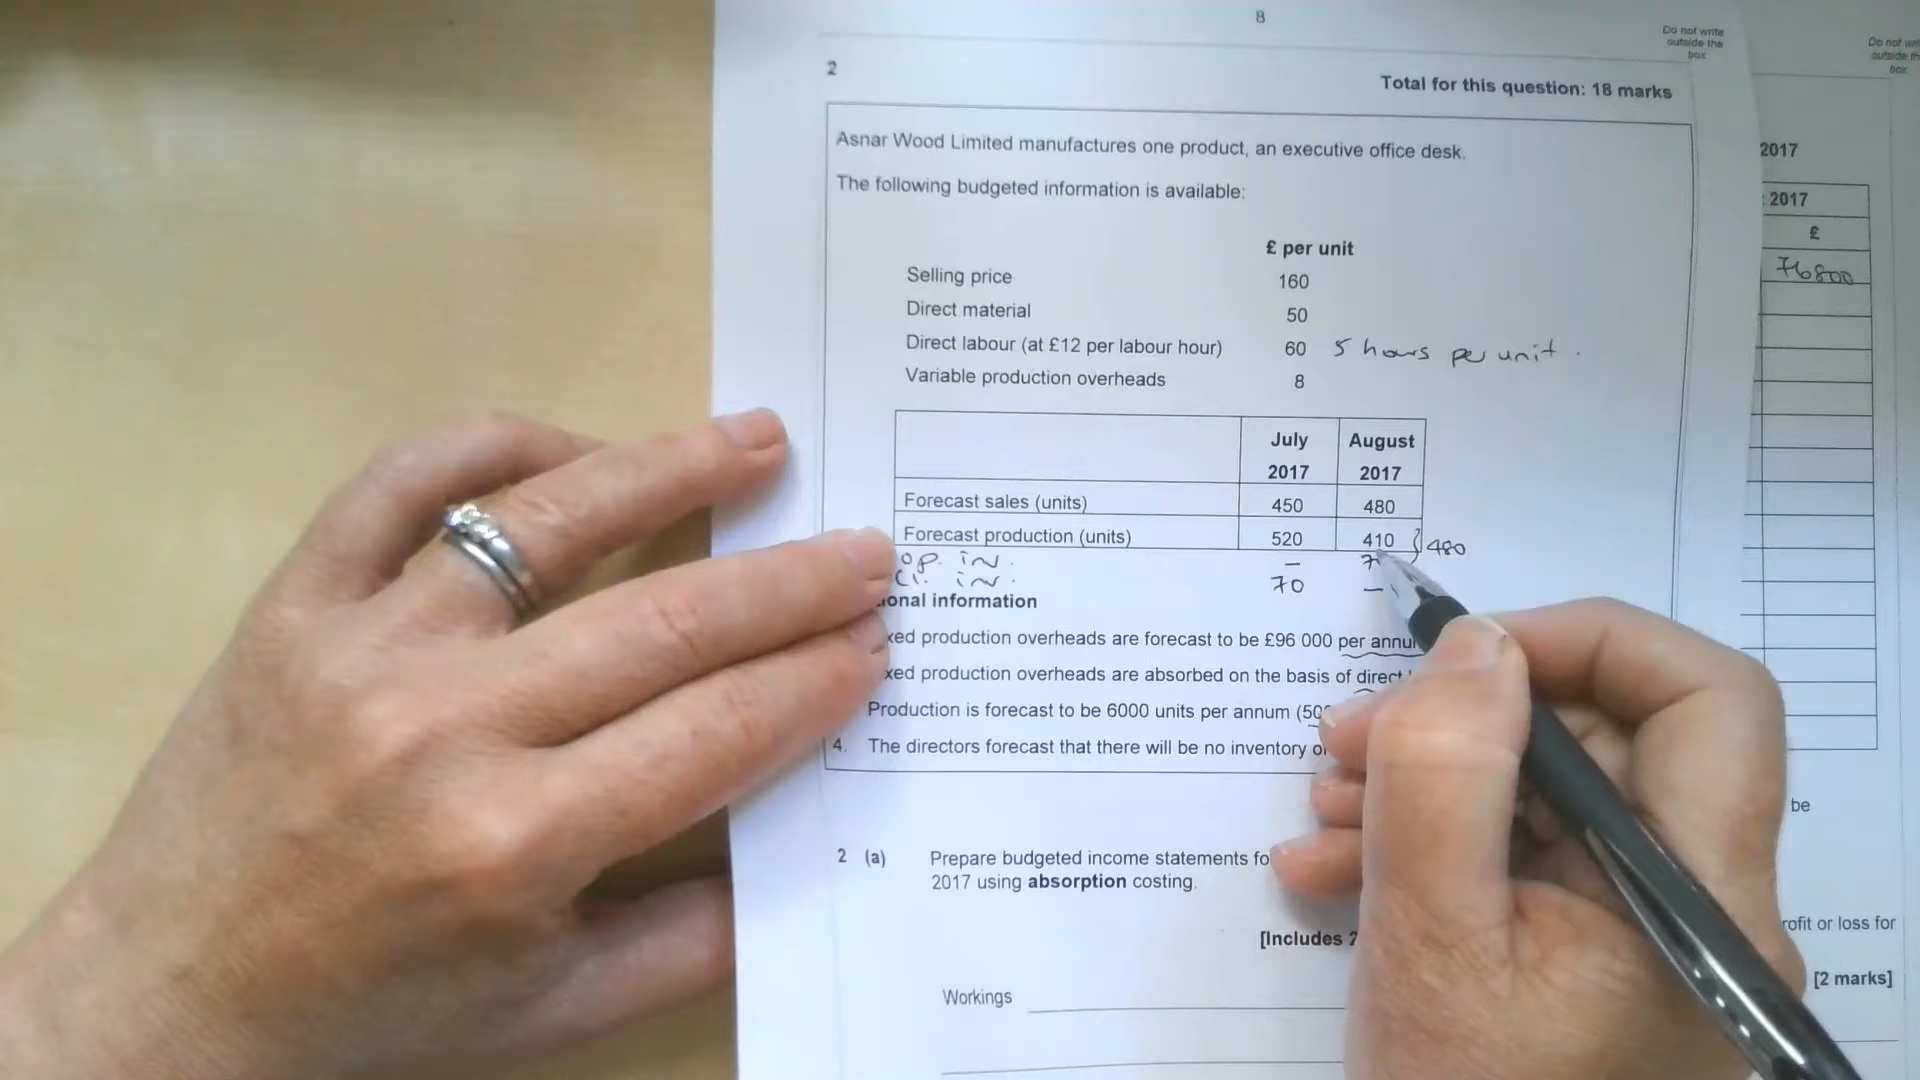 8
Do not write
outside the
box
Do not
outside
box
2
Total for this question: 18 marks
Asnar Wood Limited manufactures one product, an executive office desk.
2017
The following budgeted information is available:
2017
£ per unit
£
Selling price 160
76800
Direct material 50
Direct labour (at £12 per labour hour) 60 5 hours per unit.
Variable production overheads 8
July August
2017 2017
Forecast sales (units) 450 480
Forecast production (units) 520 410 } 480
op. in. –
cl. in. 70 –
onal information
xed production overheads are forecast to be £96 000 per annu
xed production overheads are absorbed on the basis of direct
Production is forecast to be 6000 units per annum (50
4. The directors forecast that there will be no inventory o
be
2 (a) Prepare budgeted income statements fo
2017 using absorption costing.
rofit or loss for
[Includes 2
[2 marks]
Workings